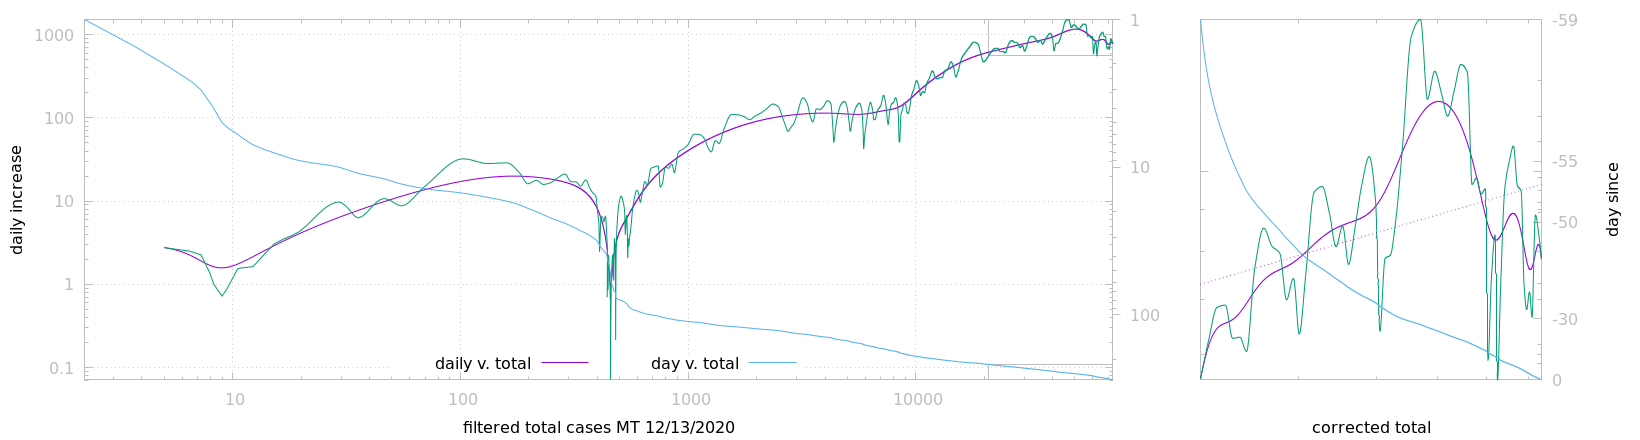 daily increase
1000
100
10
1
0.1
10
100
1000
10000
filtered total cases MT 12/13/2020
daily v. total
day v. total
1
10
100
-59
-55
-50
-30
0
day since
corrected total